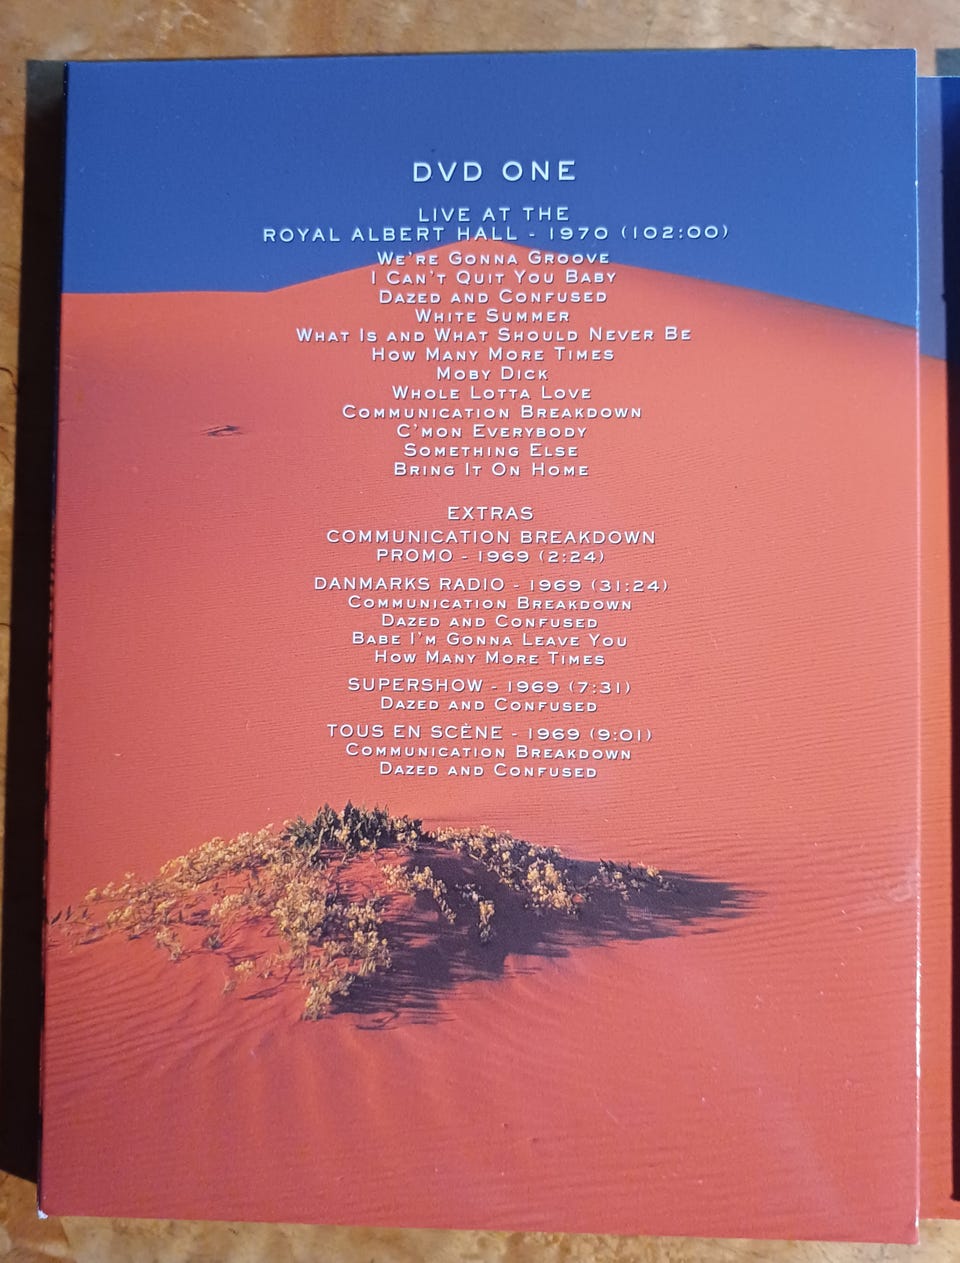 DVD ONE
LIVE AT THE
ROYAL ALBERT HALL - 1970 (102:00)
WE'RE GONNA GROOVE
I CAN'T QUIT YOU BABY
DAZED AND CONFUSED
WHITE SUMMER
WHAT IS AND WHAT SHOULD NEVER BE
HOW MANY MORE TIMES
MOBY DICK
WHOLE LOTTA LOVE
COMMUNICATION BREAKDOWN
C'MON EVERYBODY
SOMETHING ELSE
BRING IT ON HOME
EXTRAS
COMMUNICATION BREAKDOWN
PROMO - 1969 (2:24)
DANMARKS RADIO - 1969 (31:24)
COMMUNICATION BREAKDOWN
DAZED AND CONFUSED
BABE I'M GONNA LEAVE YOU
HOW MANY MORE TIMES
SUPERSHOW - 1969 (7:31)
DAZED AND CONFUSED
TOUS EN SCÈNE - 1969 (9:01)
COMMUNICATION BREAKDOWN
DAZED AND CONFUSED